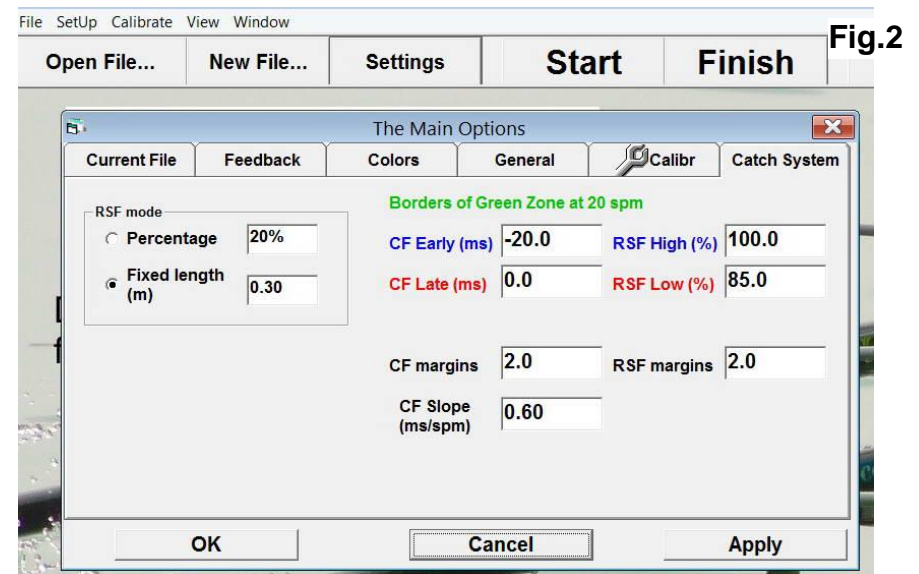 File SetUp Calibrate View Window
Fig.2
Open File... New File... Settings Start Finish
The Main Options
Current File Feedback Colors General Calibr Catch System
RSF mode
Percentage 20%
Fixed length (m) 0.30
Borders of Green Zone at 20 spm
CF Early (ms) -20.0 RSF High (%) 100.0
CF Late (ms) 0.0 RSF Low (%) 85.0
CF margins 2.0 RSF margins 2.0
CF Slope (ms/spm) 0.60
OK Cancel Apply